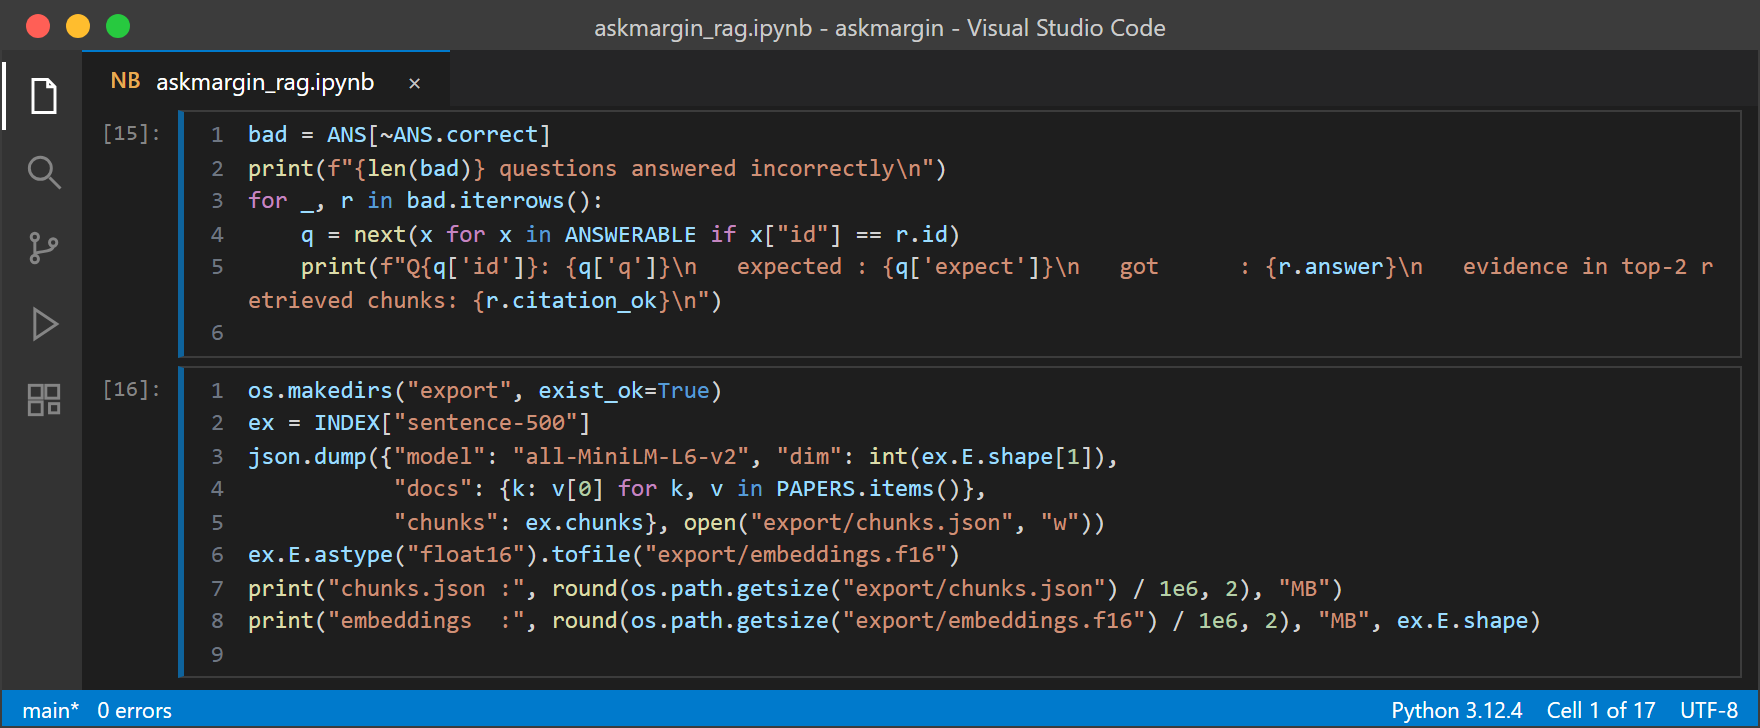 askmargin_rag.ipynb - askmargin - Visual Studio Code
NB askmargin_rag.ipynb ×
[15]:
1 bad = ANS[~ANS.correct]
2 print(f"{len(bad)} questions answered incorrectly\n")
3 for _, r in bad.iterrows():
4     q = next(x for x in ANSWERABLE if x["id"] == r.id)
5     print(f"Q{q['id']}: {q['q']}\n   expected : {q['expect']}\n   got      : {r.answer}\n   evidence in top-2 r
etrieved chunks: {r.citation_ok}\n")
6
[16]:
1 os.makedirs("export", exist_ok=True)
2 ex = INDEX["sentence-500"]
3 json.dump({"model": "all-MiniLM-L6-v2", "dim": int(ex.E.shape[1]),
4            "docs": {k: v[0] for k, v in PAPERS.items()},
5            "chunks": ex.chunks}, open("export/chunks.json", "w"))
6 ex.E.astype("float16").tofile("export/embeddings.f16")
7 print("chunks.json :", round(os.path.getsize("export/chunks.json") / 1e6, 2), "MB")
8 print("embeddings  :", round(os.path.getsize("export/embeddings.f16") / 1e6, 2), "MB", ex.E.shape)
9
main* 0 errors Python 3.12.4 Cell 1 of 17 UTF-8